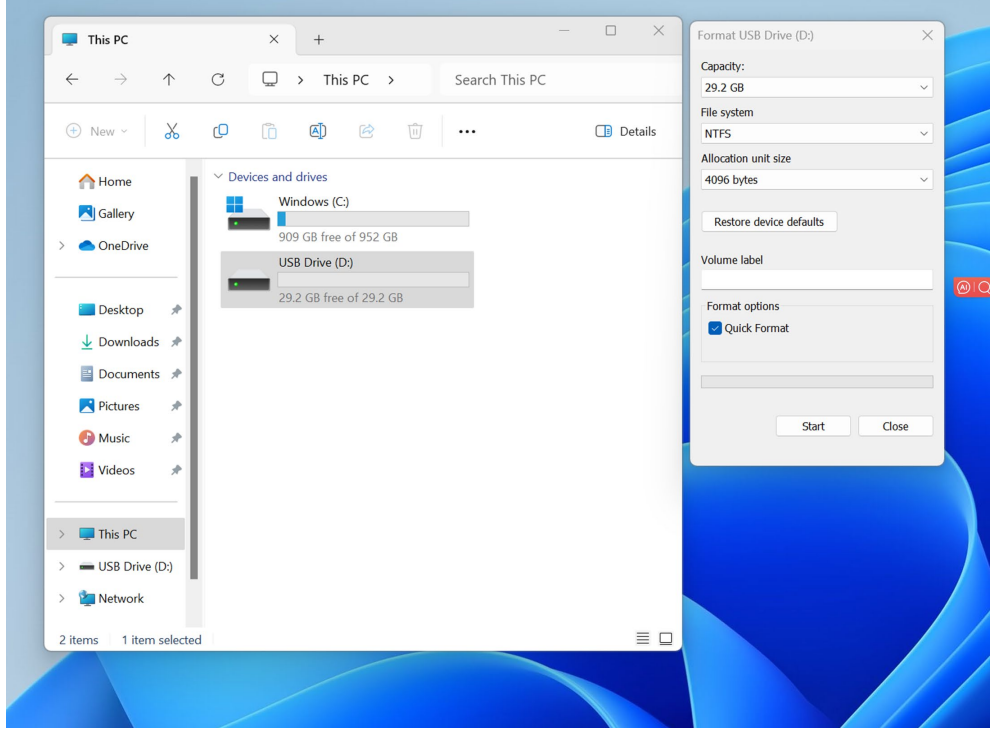 This PC
This PC
Search This PC
New
Details
Home
Gallery
OneDrive
Desktop
Downloads
Documents
Pictures
Music
Videos
This PC
USB Drive (D:)
Network
Devices and drives
Windows (C:)
909 GB free of 952 GB
USB Drive (D:)
29.2 GB free of 29.2 GB
2 items 1 item selected
Format USB Drive (D:)
Capacity:
29.2 GB
File system
NTFS
Allocation unit size
4096 bytes
Restore device defaults
Volume label
Format options
Quick Format
Start Close
AI